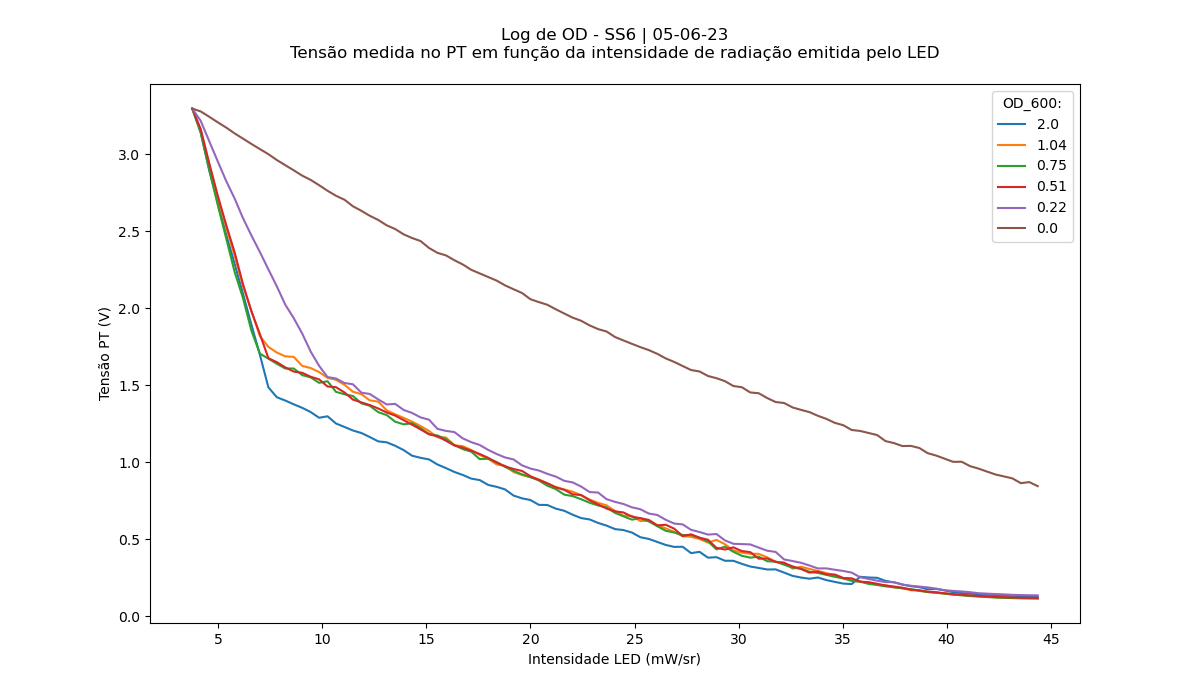 Log de OD - SS6 | 05-06-23
Tensão medida no PT em função da intensidade de radiação emitida pelo LED
OD_600:
2.0
1.04
0.75
0.51
0.22
0.0
Tensão PT (V)
3.0
2.5
2.0
1.5
1.0
0.5
0.0
5 10 15 20 25 30 35 40 45
Intensidade LED (mW/sr)